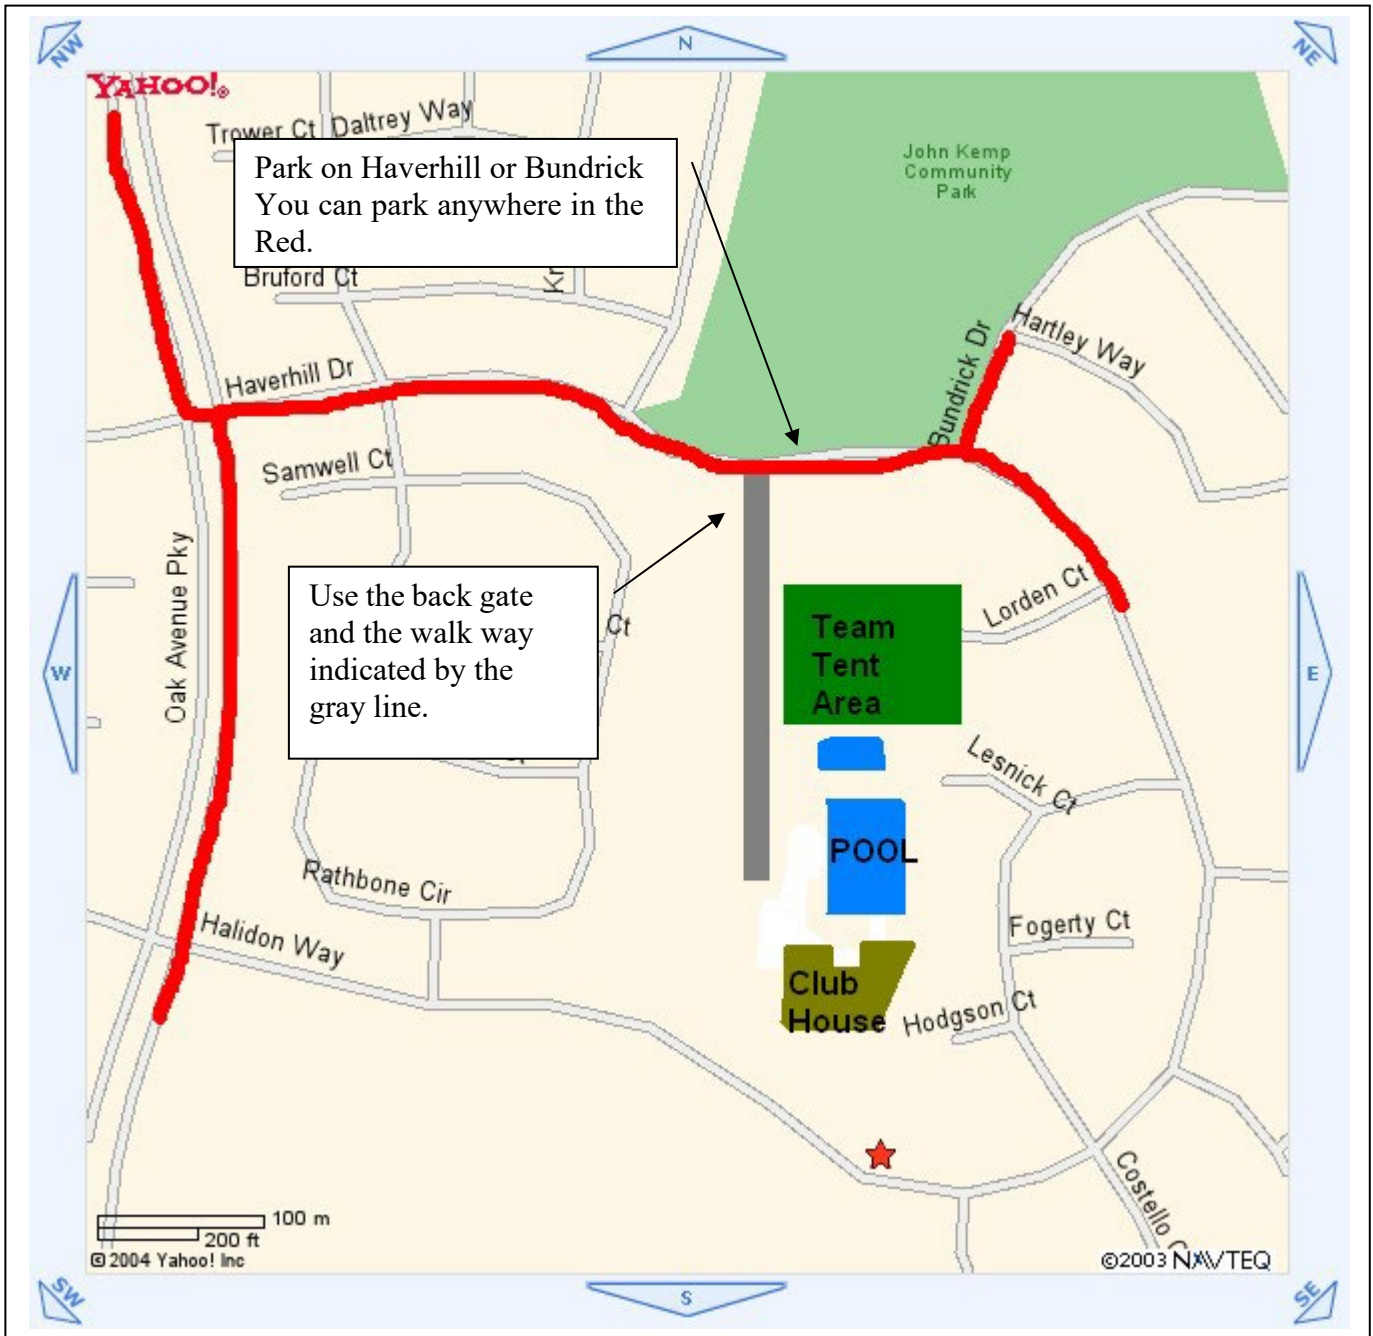 NW
N
NE
YAHOO!®
Trower Ct
Daltrey Way
Park on Haverhill or Bundrick
You can park anywhere in the
Red.
John Kemp
Community
Park
Bruford Ct
Kr
Hartley Way
Bundrick Dr
Haverhill Dr
Samwell Ct
Oak Avenue Pky
Use the back gate
and the walk way
indicated by the
gray line.
Ct
Lorden Ct
Team
Tent
Area
W
E
Lesnick Ct
POOL
Rathbone Cir
Halidon Way
Fogerty Ct
Club
House
Hodgson Ct
Costello
100 m
200 ft
©2004 Yahoo! Inc
©2003 NAVTEQ
SW
S
SE